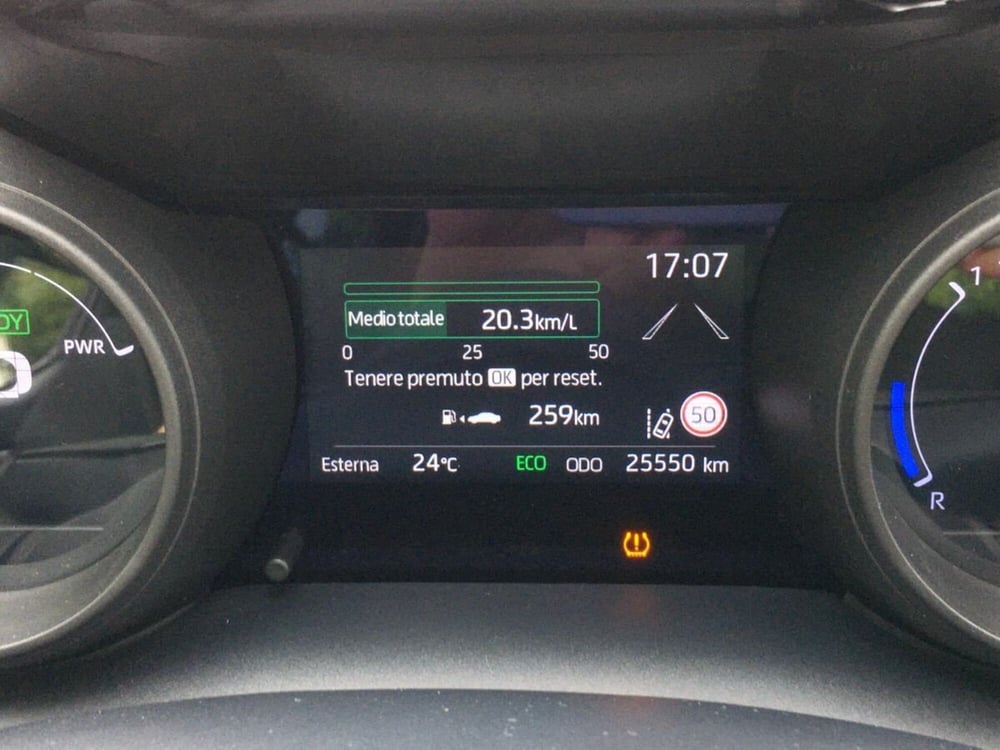 17:07
Medio totale 20.3km/L
0 25 50
Tenere premuto OK per reset.
259km
50
Esterna 24°C ECO ODO 25550 km
PWR
1
R